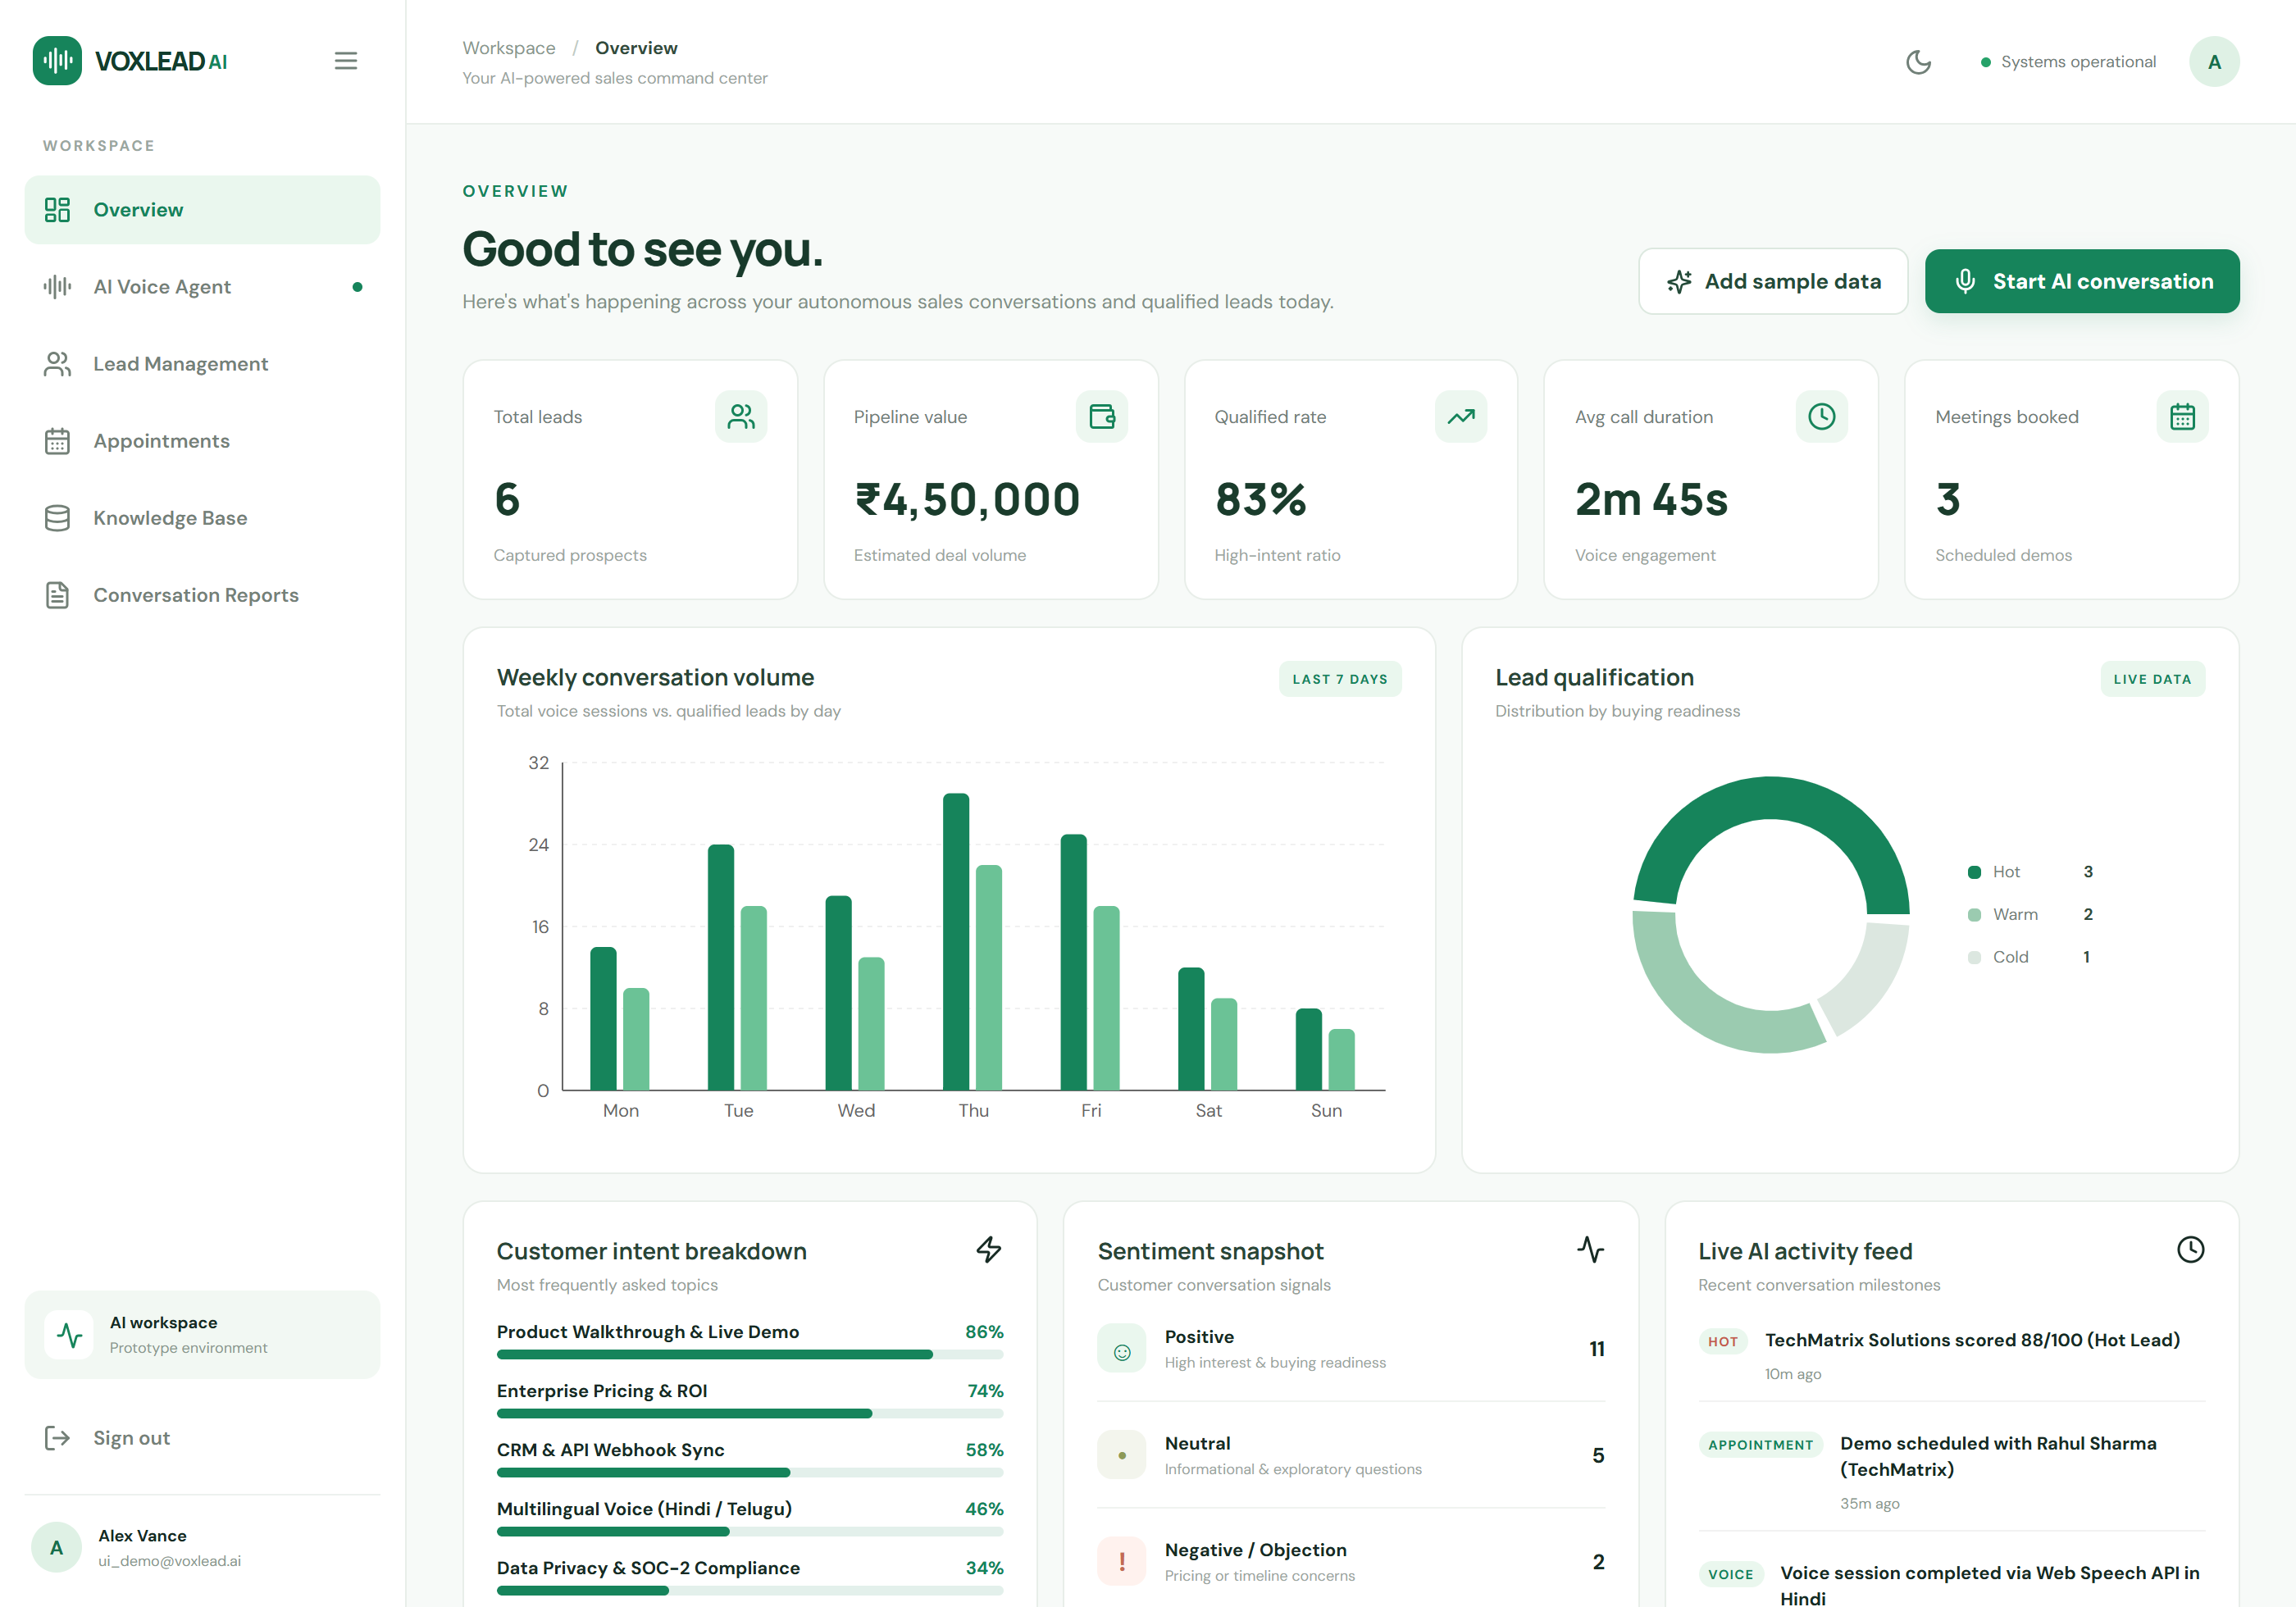 VOXLEAD AI
WORKSPACE
Overview
AI Voice Agent
Lead Management
Appointments
Knowledge Base
Conversation Reports
AI workspace
Prototype environment
Sign out
A
Alex Vance
ui_demo@voxlead.ai
Workspace / Overview
Your AI-powered sales command center
Systems operational
A
OVERVIEW
Good to see you.
Here's what's happening across your autonomous sales conversations and qualified leads today.
Add sample data
Start AI conversation
Total leads
6
Captured prospects
Pipeline value
₹4,50,000
Estimated deal volume
Qualified rate
83%
High-intent ratio
Avg call duration
2m 45s
Voice engagement
Meetings booked
3
Scheduled demos
Weekly conversation volume
LAST 7 DAYS
Total voice sessions vs. qualified leads by day
32
24
16
8
0
Mon Tue Wed Thu Fri Sat Sun
Lead qualification
LIVE DATA
Distribution by buying readiness
Hot 3
Warm 2
Cold 1
Customer intent breakdown
Most frequently asked topics
Product Walkthrough & Live Demo 86%
Enterprise Pricing & ROI 74%
CRM & API Webhook Sync 58%
Multilingual Voice (Hindi / Telugu) 46%
Data Privacy & SOC-2 Compliance 34%
Sentiment snapshot
Customer conversation signals
Positive
High interest & buying readiness
11
Neutral
Informational & exploratory questions
5
!
Negative / Objection
Pricing or timeline concerns
2
Live AI activity feed
Recent conversation milestones
HOT
TechMatrix Solutions scored 88/100 (Hot Lead)
10m ago
APPOINTMENT
Demo scheduled with Rahul Sharma
(TechMatrix)
35m ago
VOICE
Voice session completed via Web Speech API in
Hindi